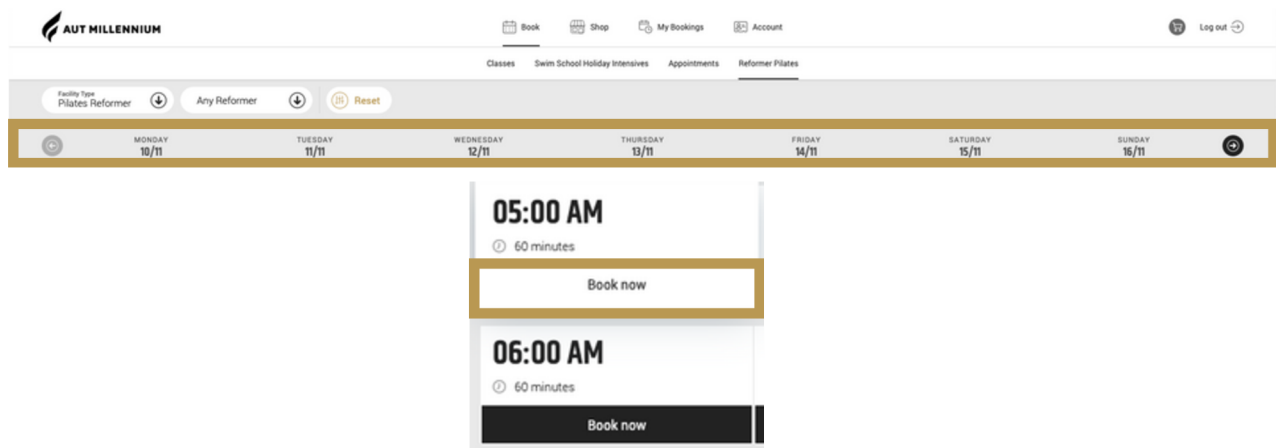 AUT MILLENNIUM
Book Shop My Bookings Account Log out
Classes Swim School Holiday Intensives Appointments Reformer Pilates
Facility Type
Pilates Reformer Any Reformer Reset
MONDAY TUESDAY WEDNESDAY THURSDAY FRIDAY SATURDAY SUNDAY
10/11 11/11 12/11 13/11 14/11 15/11 16/11
05:00 AM
60 minutes
Book now
06:00 AM
60 minutes
Book now